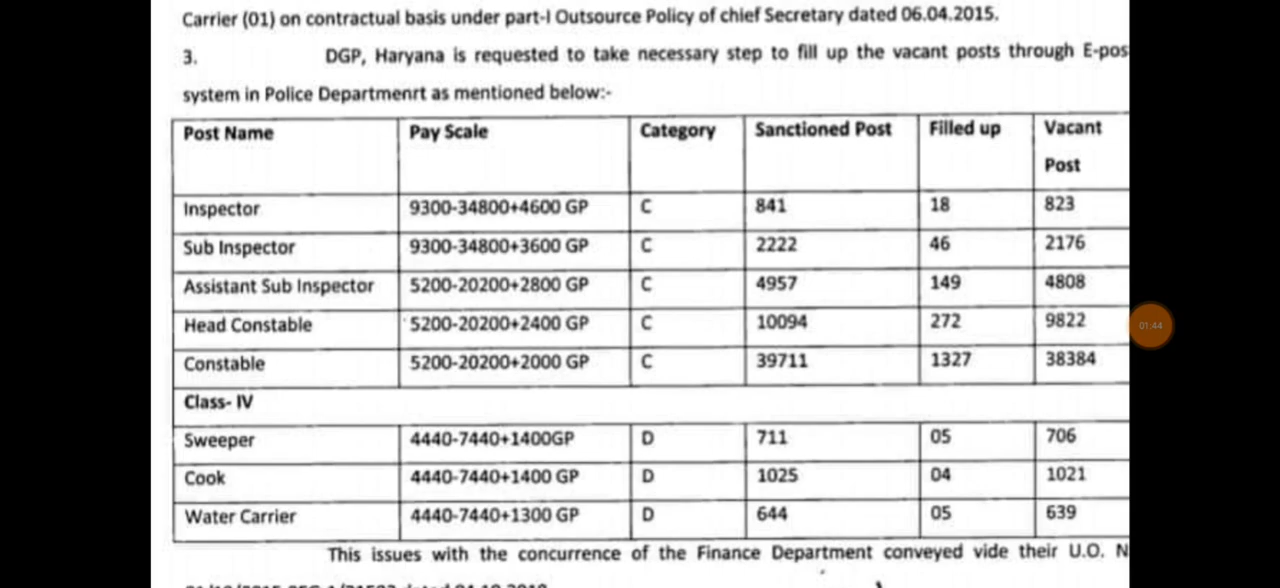 Carrier (01) on contractual basis under part-I Outsource Policy of chief Secretary dated 06.04.2015.
3. DGP, Haryana is requested to take necessary step to fill up the vacant posts through E-pos
system in Police Departmenrt as mentioned below:-
Post Name Pay Scale Category Sanctioned Post Filled up Vacant
Post
Inspector 9300-34800+4600 GP C 841 18 823
Sub Inspector 9300-34800+3600 GP C 2222 46 2176
Assistant Sub Inspector 5200-20200+2800 GP C 4957 149 4808
Head Constable 5200-20200+2400 GP C 10094 272 9822
Constable 5200-20200+2000 GP C 39711 1327 38384
Class- IV
Sweeper 4440-7440+1400GP D 711 05 706
Cook 4440-7440+1400 GP D 1025 04 1021
Water Carrier 4440-7440+1300 GP D 644 05 639
This issues with the concurrence of the Finance Department conveyed vide their U.O. N
01:44